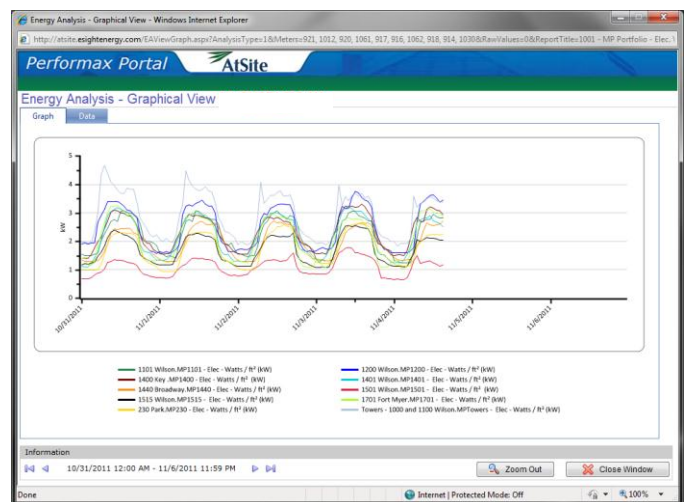 Energy Analysis - Graphical View - Windows Internet Explorer
http://atsite.esightenergy.com/EAViewGraph.aspx?AnalysisType=1&Meters=921, 1012, 920, 1061, 917, 916, 1062, 918, 914, 1030&RawValues=0&ReportTitle=1001 - MP Portfolio - Elec.
Performax Portal
AtSite
Energy Analysis - Graphical View
Graph Data
5
4
3
2
1
0
kW
10/31/2011 11/1/2011 11/2/2011 11/3/2011 11/4/2011 11/5/2011 11/6/2011
1101 Wilson.MP1101 - Elec - Watts / ft² (kW) 1200 Wilson.MP1200 - Elec - Watts / ft² (kW)
1400 Key .MP1400 - Elec - Watts / ft² (kW) 1401 Wilson.MP1401 - Elec - Watts / ft² (kW)
1440 Broadway.MP1440 - Elec - Watts / ft² (kW) 1501 Wilson.MP1501 - Elec - Watts / ft² (kW)
1515 Wilson.MP1515 - Elec - Watts / ft² (kW) 1701 Fort Myer.MP1701 - Elec - Watts / ft² (kW)
230 Park.MP230 - Elec - Watts / ft² (kW) Towers - 1000 and 1100 Wilson.MPTowers - Elec - Watts / ft² (kW)
Information
10/31/2011 12:00 AM - 11/6/2011 11:59 PM Zoom Out Close Window
Done Internet | Protected Mode: Off 100%